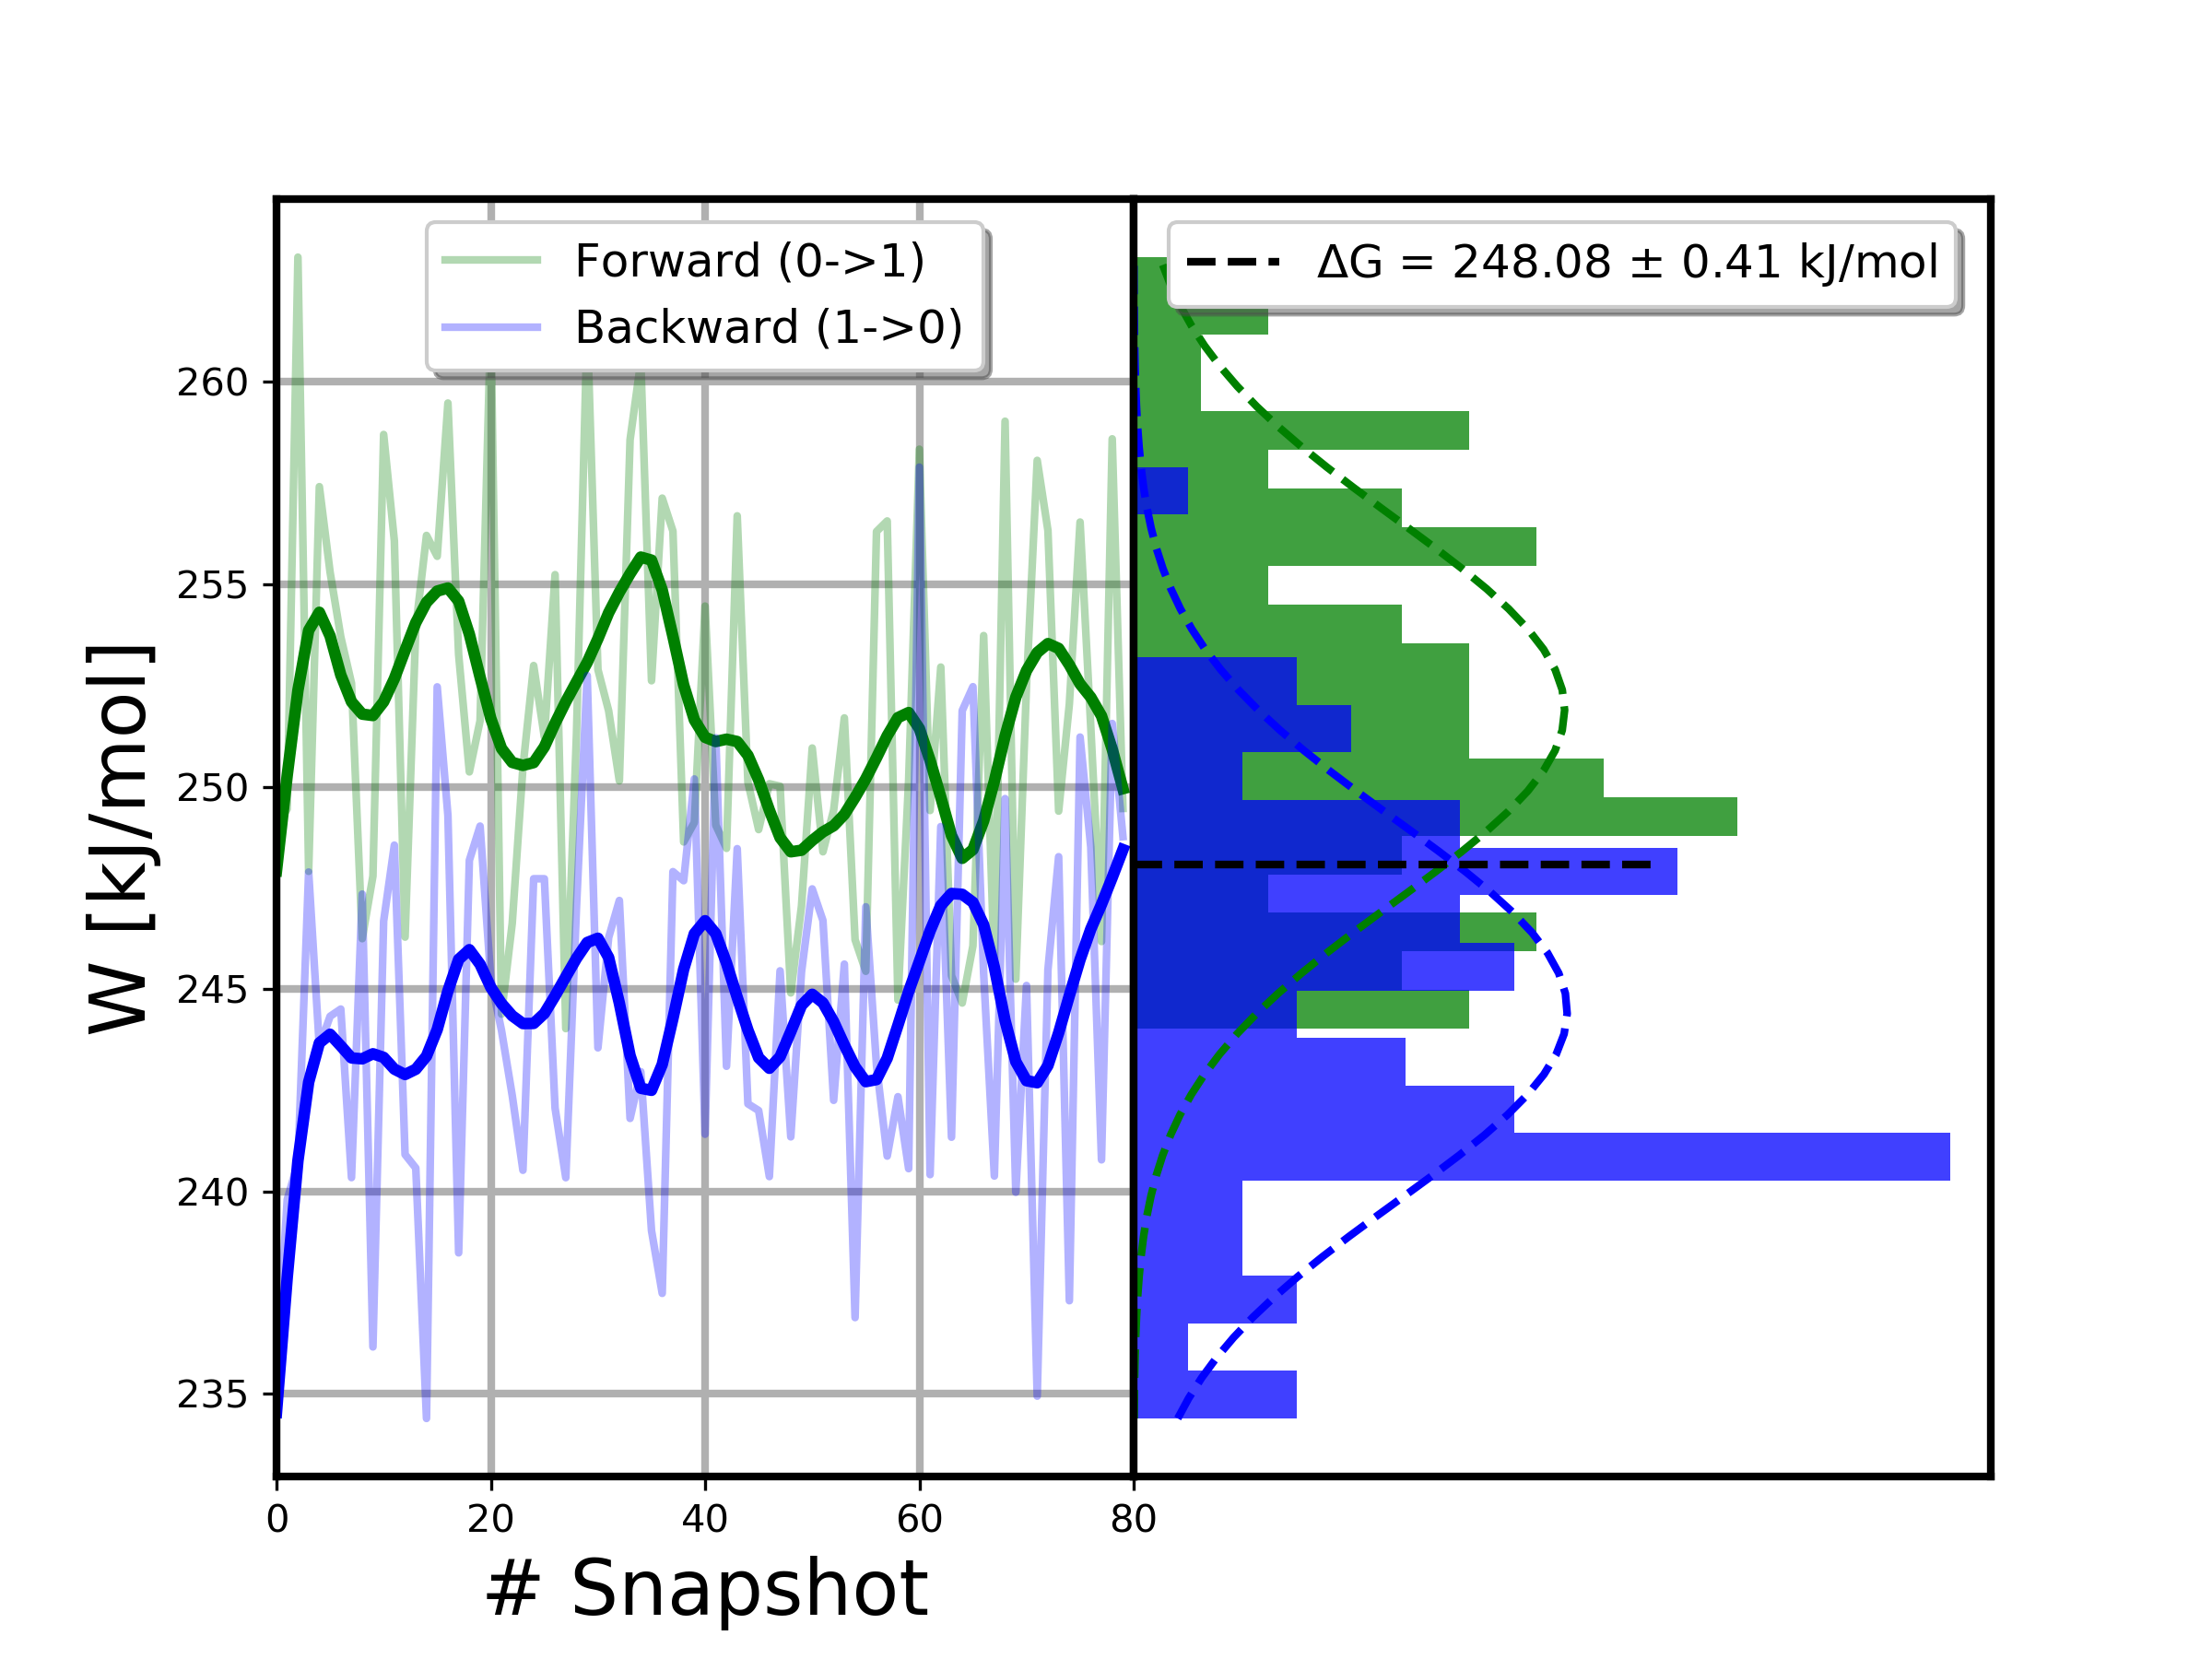 Forward (0->1)
Backward (1->0)
ΔG = 248.08 ± 0.41 kJ/mol
W [kJ/mol]
260
255
250
245
240
235
0 20 40 60 80
# Snapshot